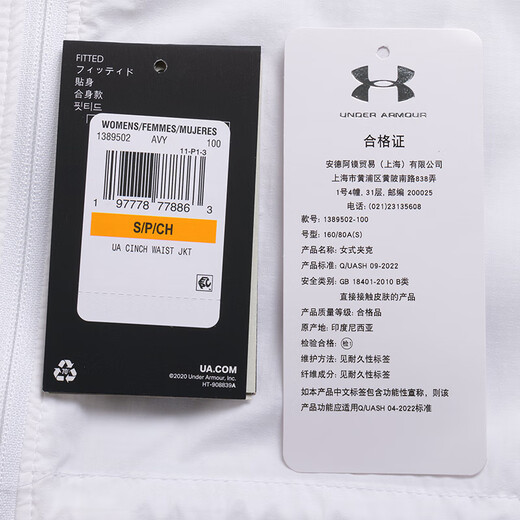 FITTED
フィッティド
貼身
合身款
핏티드
WOMENS/FEMMES/MUJERES
1389502 AVY 100
11-P1-3
1 97778 77886 3
S/P/CH
UA CINCH WAIST JKT
70
UA.COM
©2020 Under Armour, Inc.
HT-908839A
UNDER ARMOUR
合格证
安德阿镆贸易（上海）有限公司
上海市黄浦区黄陂南路838弄
1号4幢, 31层, 邮编 200025
电话: (021)23135608
款号: 1389502-100
号型: 160/80A(S)
产品名称: 女式夹克
产品标准: Q/UASH 09-2022
安全类别: GB 18401-2010 B类
直接接触皮肤的产品
产品质量等级: 合格品
原产地: 印度尼西亚
检验合格: 检1
维护方法: 见耐久性标签
纤维成分: 见耐久性标签
如本产品中文标签包含功能性宣称, 则该
产品功能应适用Q/UASH 04-2022标准